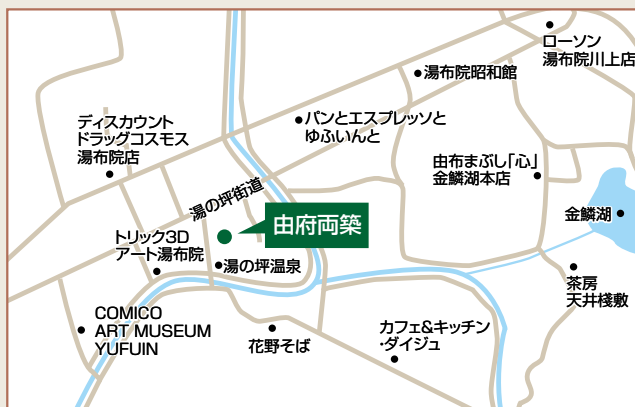 ローソン
湯布院川上店
湯布院昭和館
パンとエスプレッソと
ゆふいんと
ディスカウント
ドラッグコスモス
湯布院店
由布まぶし「心」
金鱗湖本店
湯の坪街道
金鱗湖
由府両築
トリック3D
アート湯布院
湯の坪温泉
茶房
天井棧敷
COMICO
ART MUSEUM
YUFUIN
花野そば
カフェ&キッチン
・ダイジュ